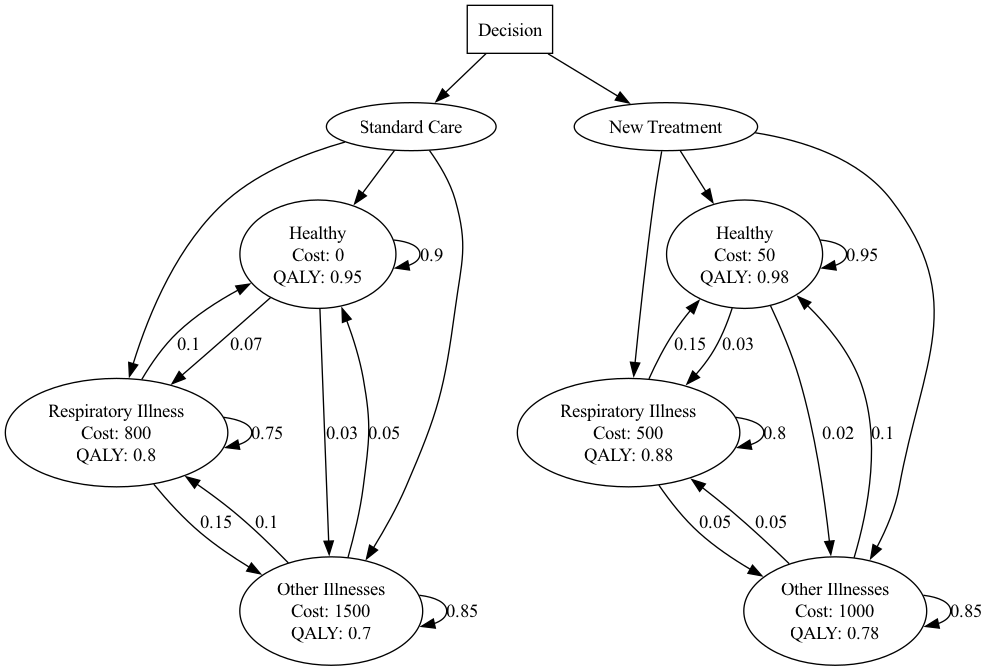 Decision
Standard Care
New Treatment
Healthy
Cost: 0
QALY: 0.95
0.9
Healthy
Cost: 50
QALY: 0.98
0.95
0.1
0.07
0.15
0.03
Respiratory Illness
Cost: 800
QALY: 0.8
0.75
0.03
0.05
Respiratory Illness
Cost: 500
QALY: 0.88
0.8
0.02
0.1
0.15
0.1
0.05
0.05
Other Illnesses
Cost: 1500
QALY: 0.7
0.85
Other Illnesses
Cost: 1000
QALY: 0.78
0.85